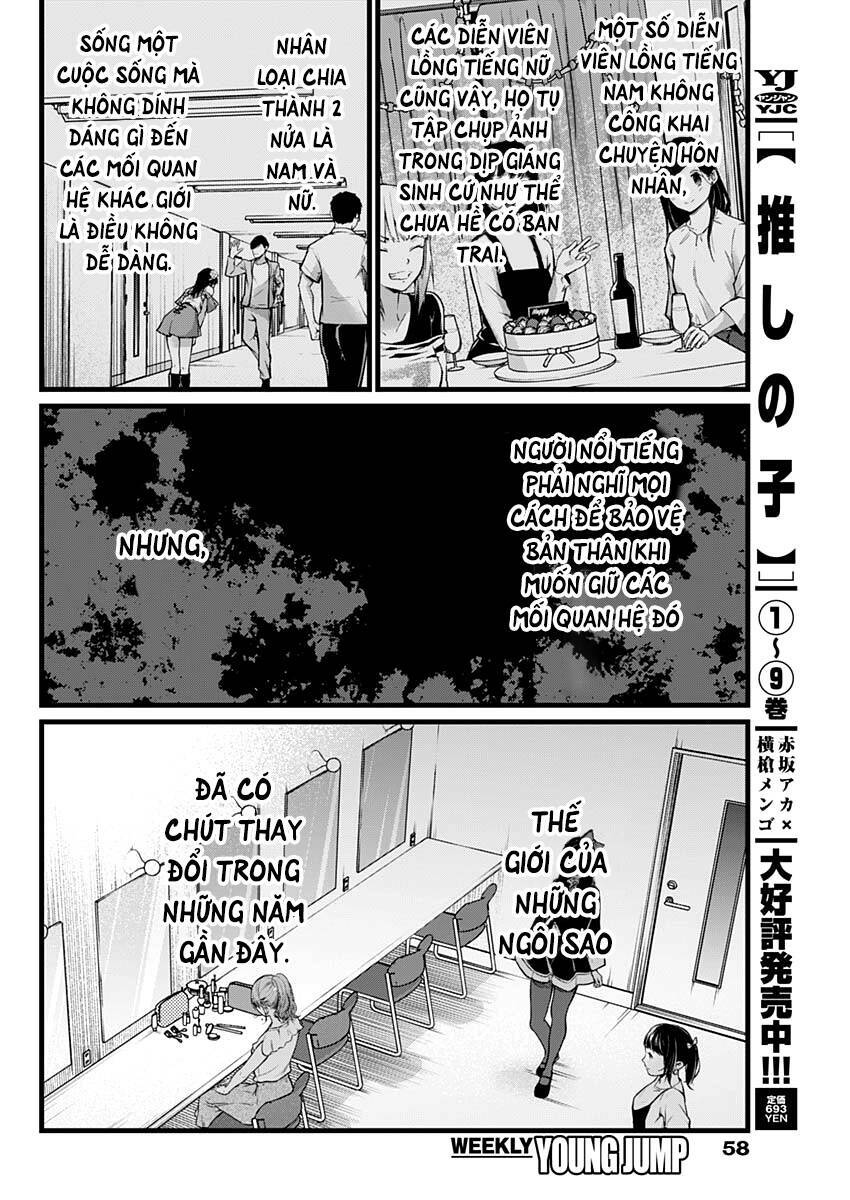 MỘT SỐ DIỄN
VIÊN LỒNG TIẾNG
NAM KHÔNG
CÔNG KHAI
CHUYỆN HÔN
NHÂN,
CÁC DIỄN VIÊN
LỒNG TIẾNG NỮ
CŨNG VẬY, HỌ TỤ
TẬP CHỤP ẢNH
TRONG DỊP GIÁNG
SINH CỨ NHƯ THỂ
CHƯA HỀ CÓ BẠN
TRAI.
NHÂN
LOẠI CHIA
THÀNH 2
NỬA LÀ
NAM VÀ
NỮ.
SỐNG MỘT
CUỘC SỐNG MÀ
KHÔNG DÍNH
DÁNG GÌ ĐẾN
CÁC MỐI QUAN
HỆ KHÁC GIỚI
LÀ ĐIỀU KHÔNG
DỄ DÀNG.
NGƯỜI NỔI TIẾNG
PHẢI NGHĨ MỌI
CÁCH ĐỂ BẢO VỆ
BẢN THÂN KHI
MUỐN GIỮ CÁC
MỐI QUAN HỆ ĐÓ
NHƯNG,
THẾ
GIỚI CỦA
NHỮNG
NGÔI SAO
ĐÃ CÓ
CHÚT THAY
ĐỔI TRONG
NHỮNG NĂM
GẦN ĐÂY.
YJ
ヤンジャン
YJC
［【推しの子】］①～⑨巻
赤坂アカ×
横槍メンゴ
大好評発売中!!!
定価
693
YEN
WEEKLY YOUNG JUMP 58